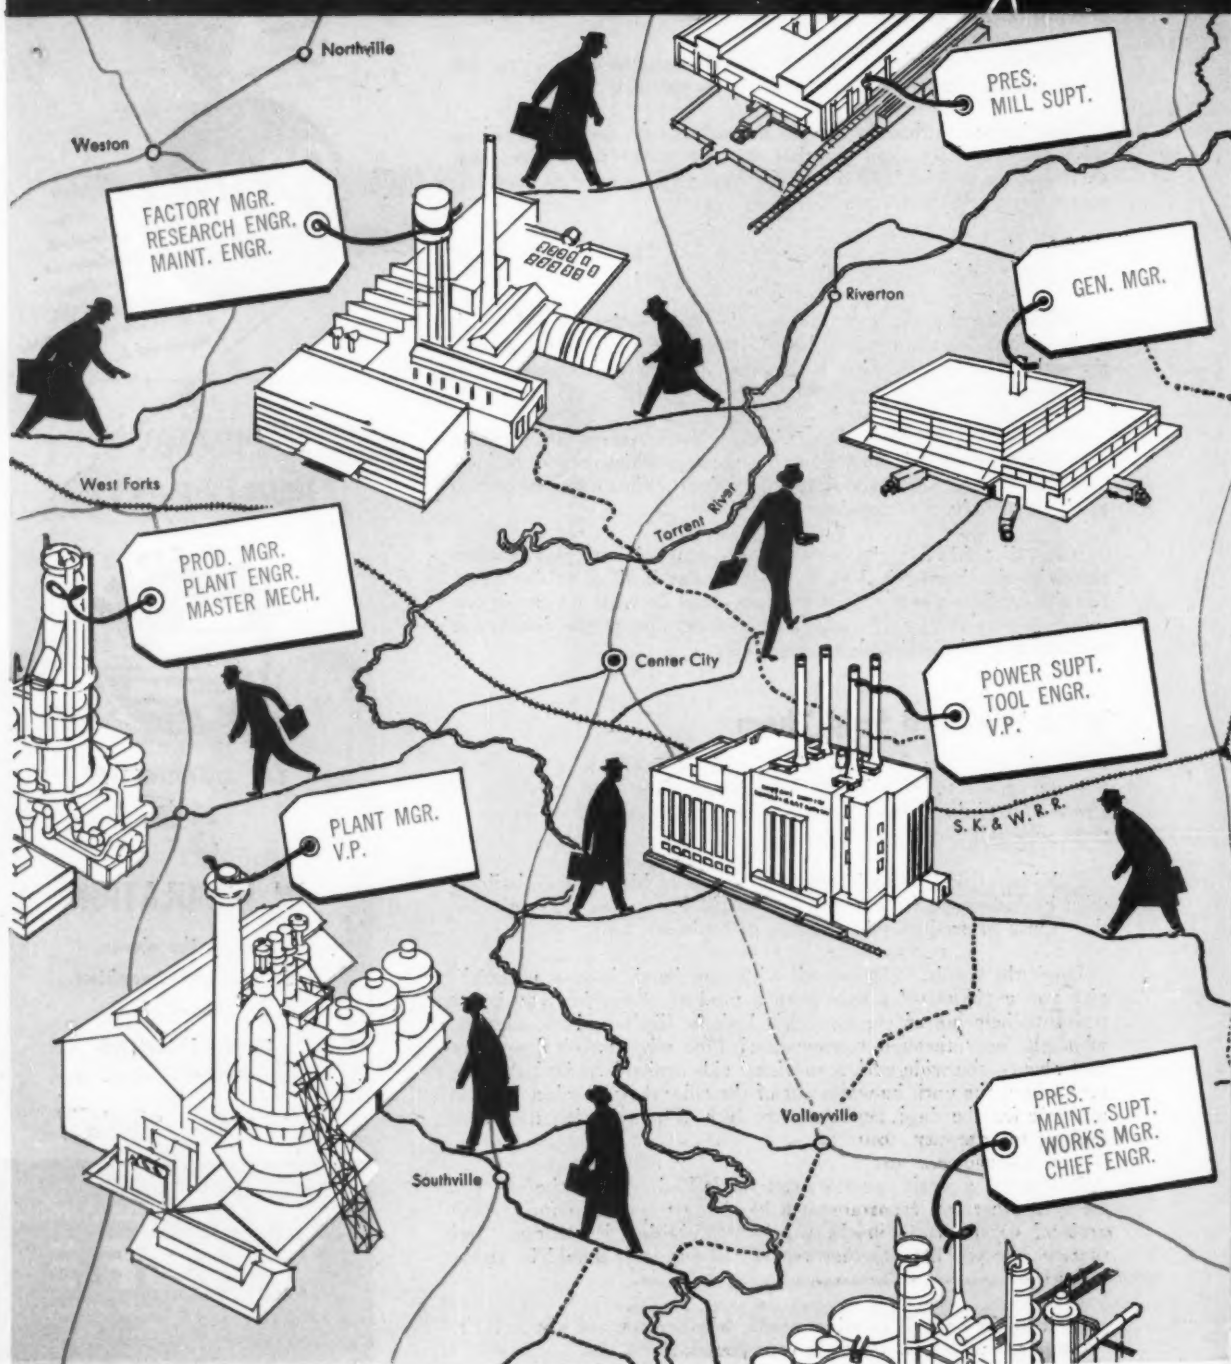 Northville
PRES.
MILL SUPT.
Weston
FACTORY MGR.
RESEARCH ENGR.
MAINT. ENGR.
GEN. MGR.
Riverton
West Forks
Torrent River
PROD. MGR.
PLANT ENGR.
MASTER MECH.
Center City
POWER SUPT.
TOOL ENGR.
V.P.
S. K. & W. R. R.
PLANT MGR.
V.P.
PRES.
MAINT. SUPT.
WORKS MGR.
CHIEF ENGR.
Valleyville
Southville